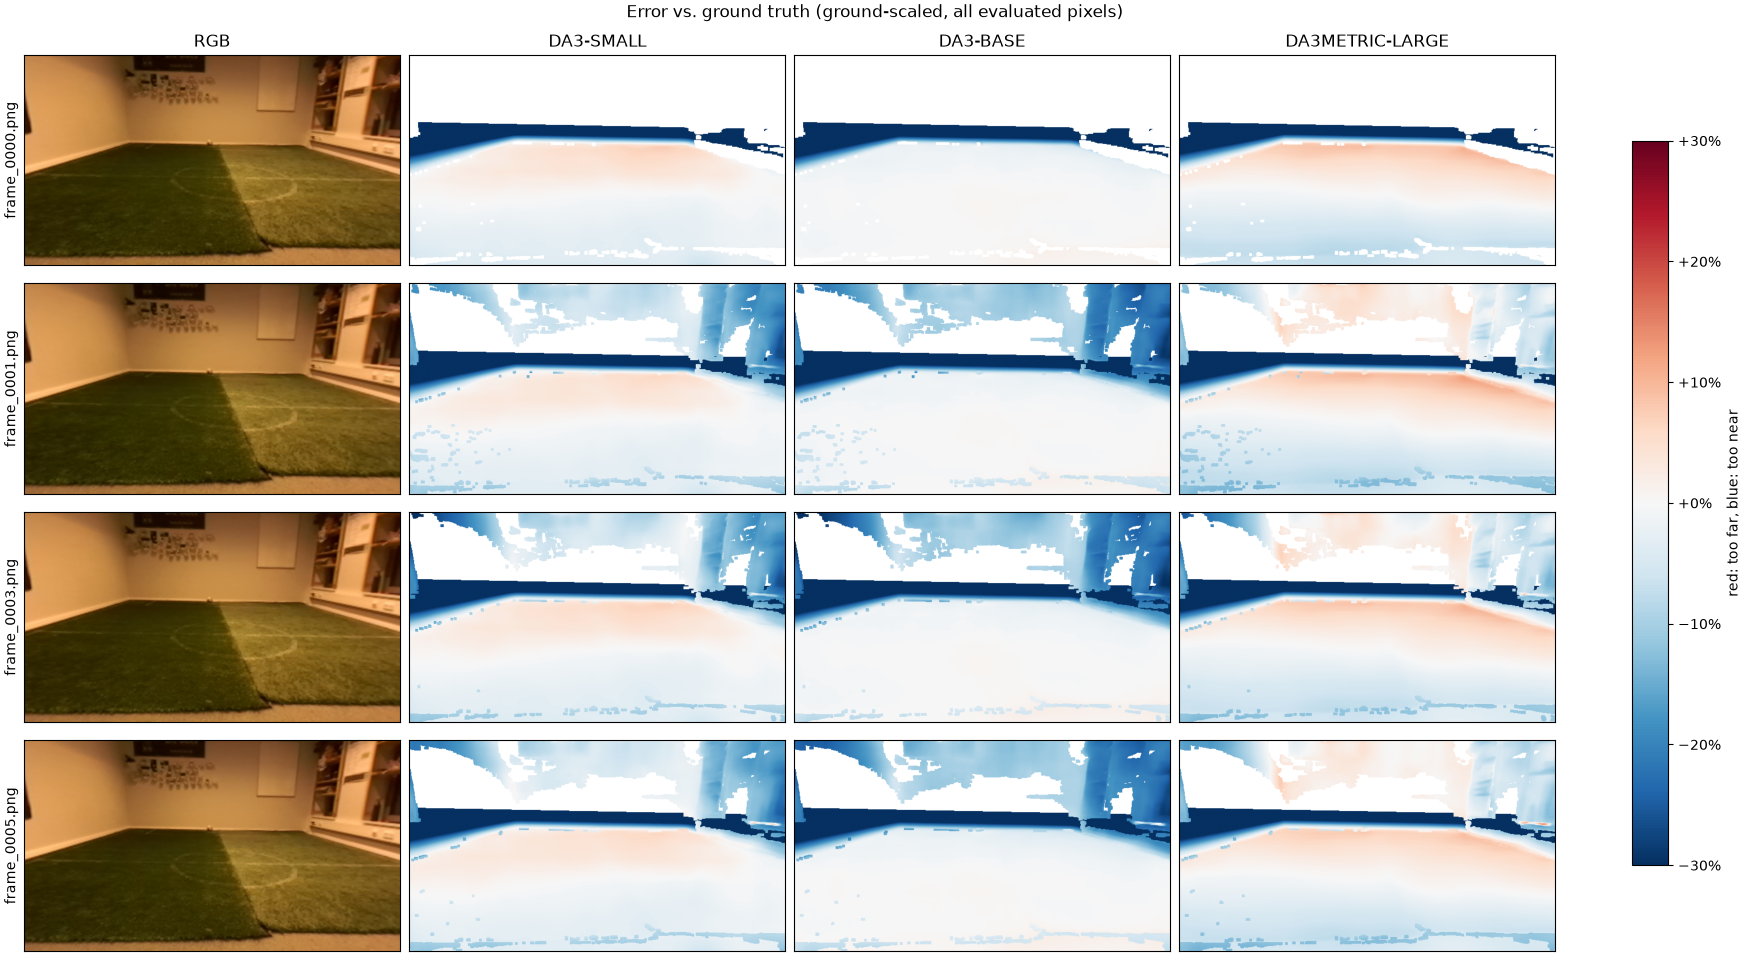 Error vs. ground truth (ground-scaled, all evaluated pixels)
RGB
DA3-SMALL
DA3-BASE
DA3METRIC-LARGE
frame_0000.png
frame_0001.png
frame_0003.png
frame_0005.png
+30%
+20%
+10%
+0%
−10%
−20%
−30%
red: too far, blue: too near